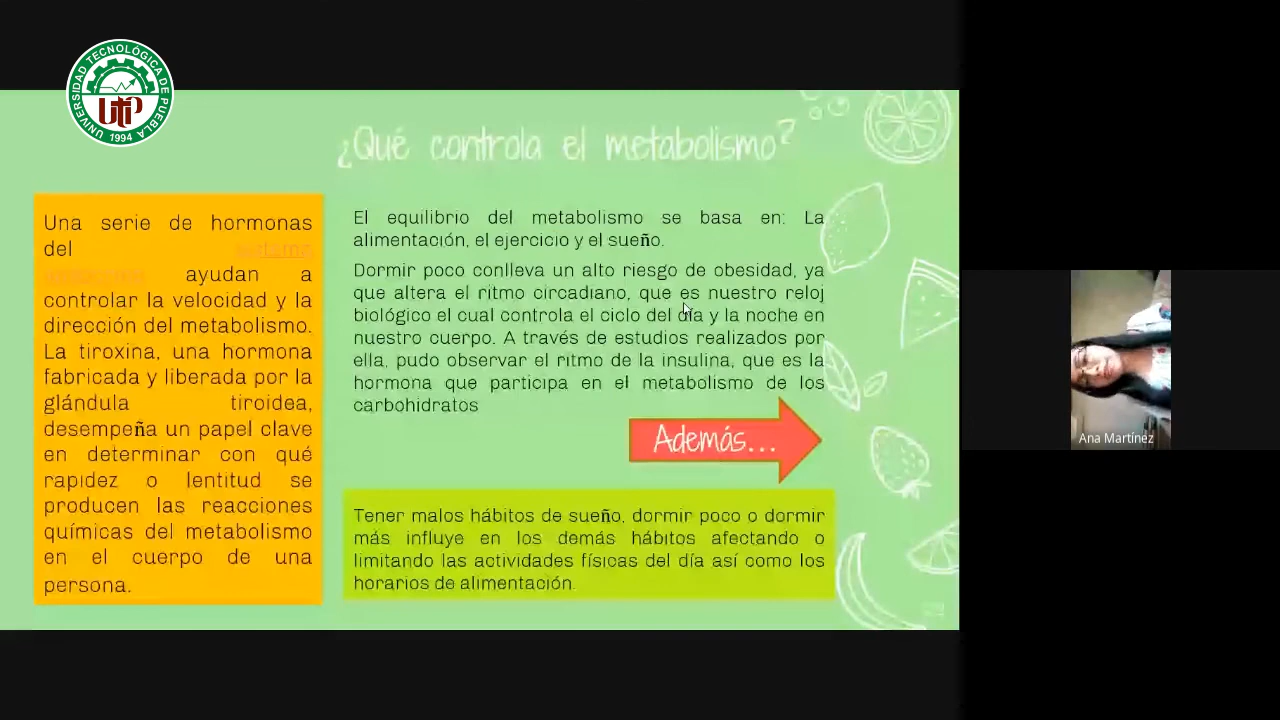 UNIVERSIDAD TECNOLÓGICA DE PUEBLA
UTP
1994
¿Qué controla el metabolismo?
Una serie de hormonas
del sistema
ayudan a
controlar la velocidad y la
dirección del metabolismo.
La tiroxina, una hormona
fabricada y liberada por la
glándula tiroidea,
desempeña un papel clave
en determinar con qué
rapidez o lentitud se
producen las reacciones
químicas del metabolismo
en el cuerpo de una
persona.
El equilibrio del metabolismo se basa en: La
alimentación, el ejercicio y el sueño.
Dormir poco conlleva un alto riesgo de obesidad, ya
que altera el ritmo circadiano, que es nuestro reloj
biológico el cual controla el ciclo del día y la noche en
nuestro cuerpo. A través de estudios realizados por
ella, pudo observar el ritmo de la insulina, que es la
hormona que participa en el metabolismo de los
carbohidratos
Además...
Tener malos hábitos de sueño, dormir poco o dormir
más influye en los demás hábitos afectando o
limitando las actividades físicas del día así como los
horarios de alimentación.
Ana Martínez